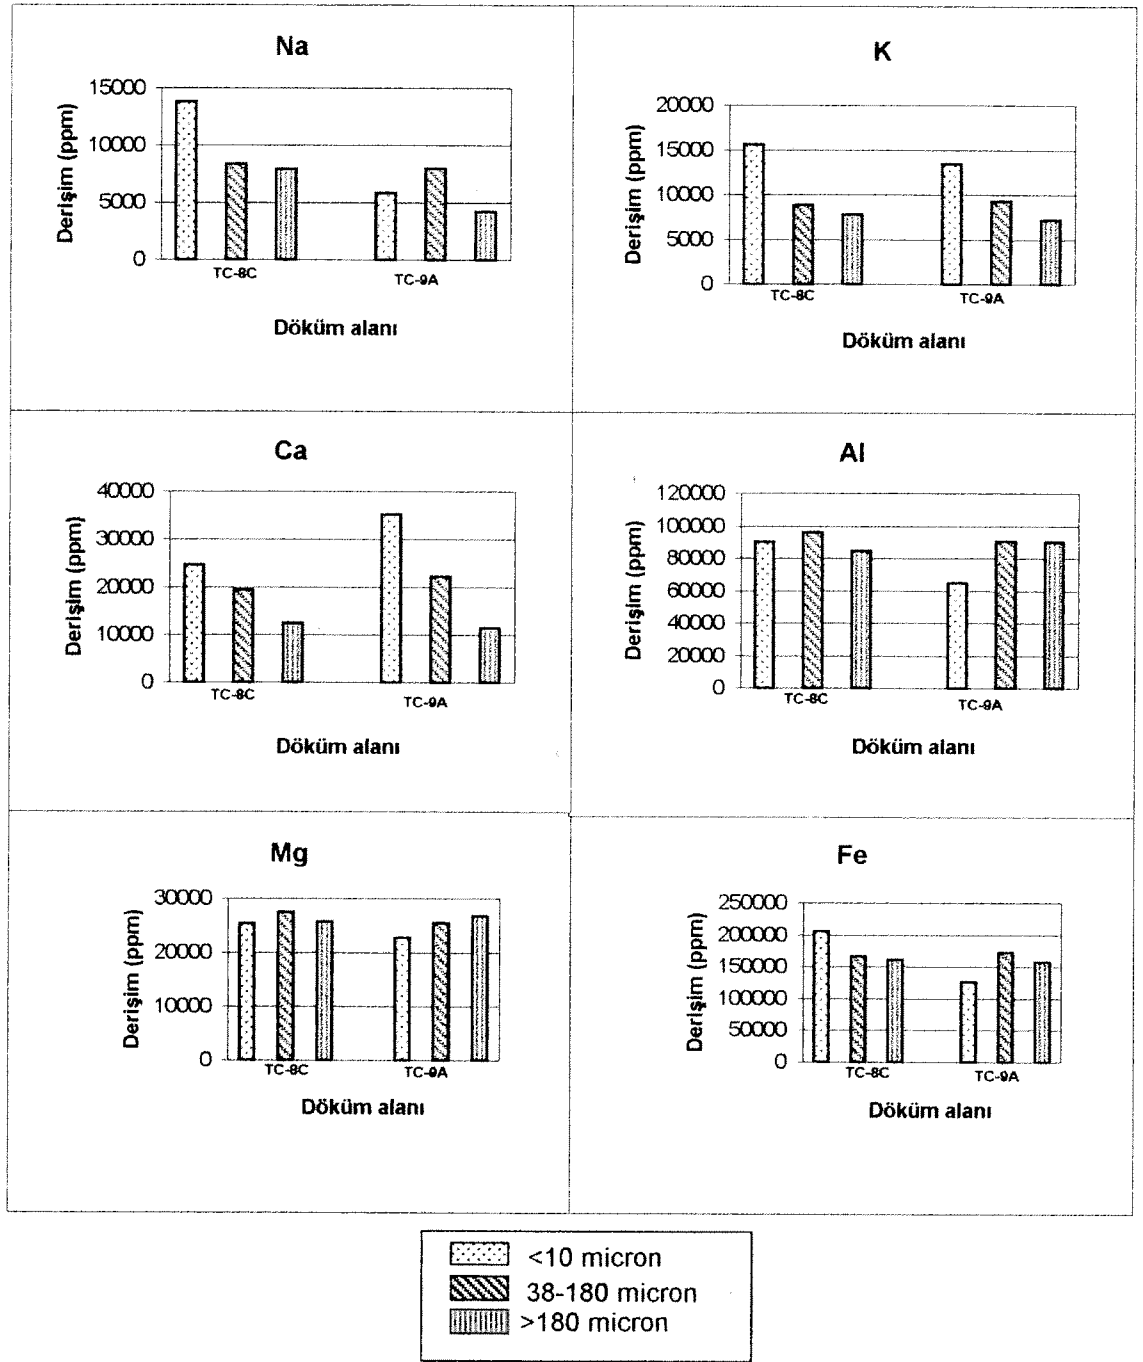 Na
15000
10000
5000
0
Derişim (ppm)
TC-8C
TC-9A
Döküm alanı
K
20000
15000
10000
5000
0
Derişim (ppm)
TC-8C
TC-9A
Döküm alanı
Ca
40000
30000
20000
10000
0
Derişim (ppm)
TC-8C
TC-9A
Döküm alanı
Al
120000
100000
80000
60000
40000
20000
0
Derişim (ppm)
TC-8C
TC-9A
Döküm alanı
Mg
30000
20000
10000
0
Derişim (ppm)
TC-8C
TC-9A
Döküm alanı
Fe
250000
200000
150000
100000
50000
0
Derişim (ppm)
TC-8C
TC-9A
Döküm alanı
<10 micron
38-180 micron
>180 micron